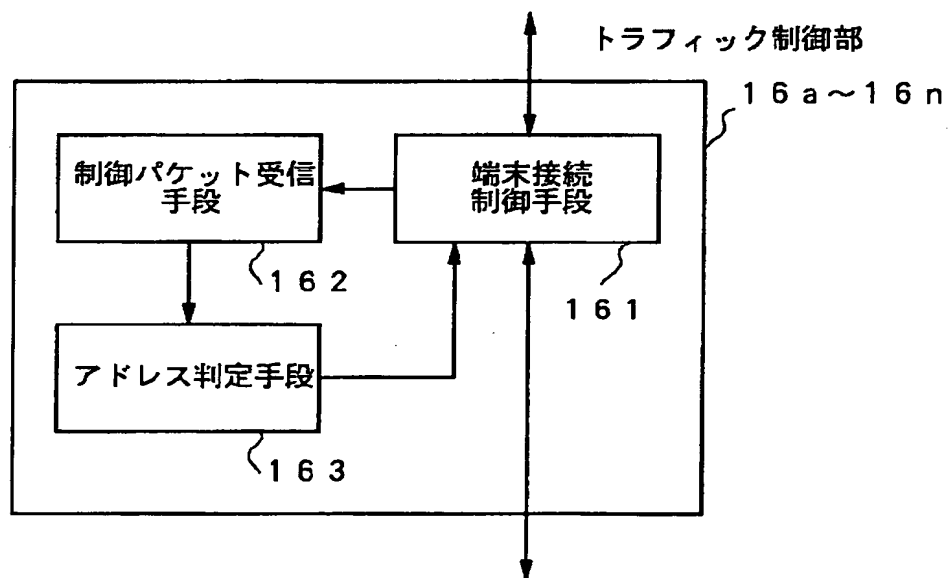 トラフィック制御部
16a～16n
制御パケット受信
手段
端末接続
制御手段
162
161
アドレス判定手段
163